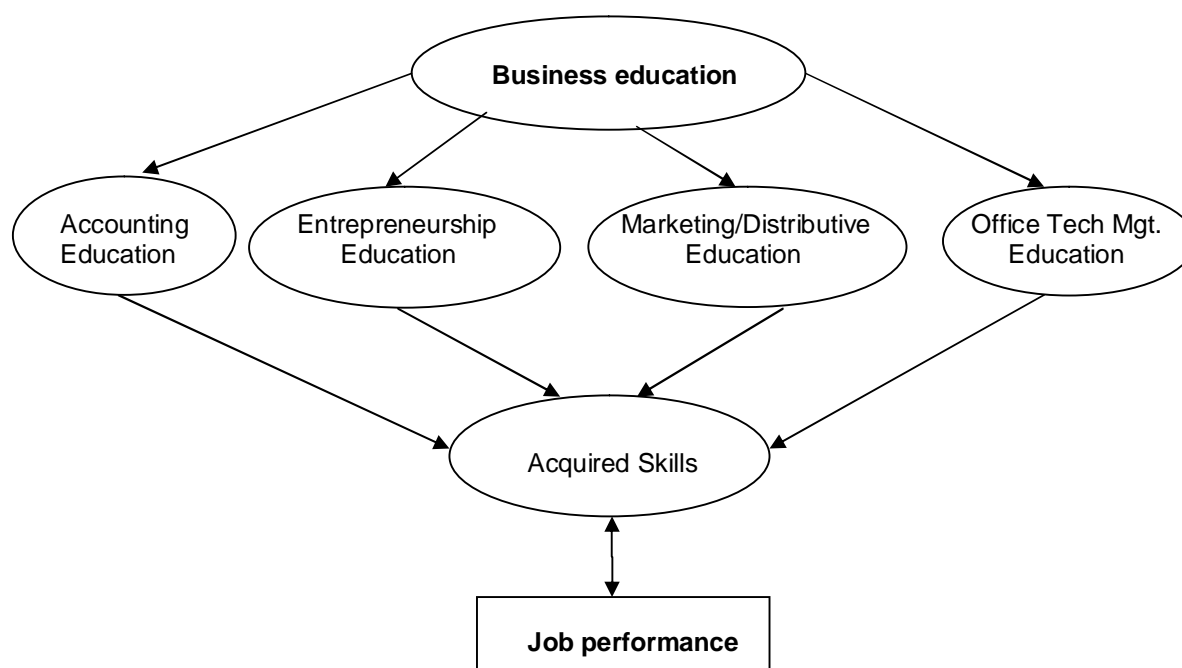 Business education
Accounting
Education
Entrepreneurship
Education
Marketing/Distributive
Education
Office Tech Mgt.
Education
Acquired Skills
Job performance